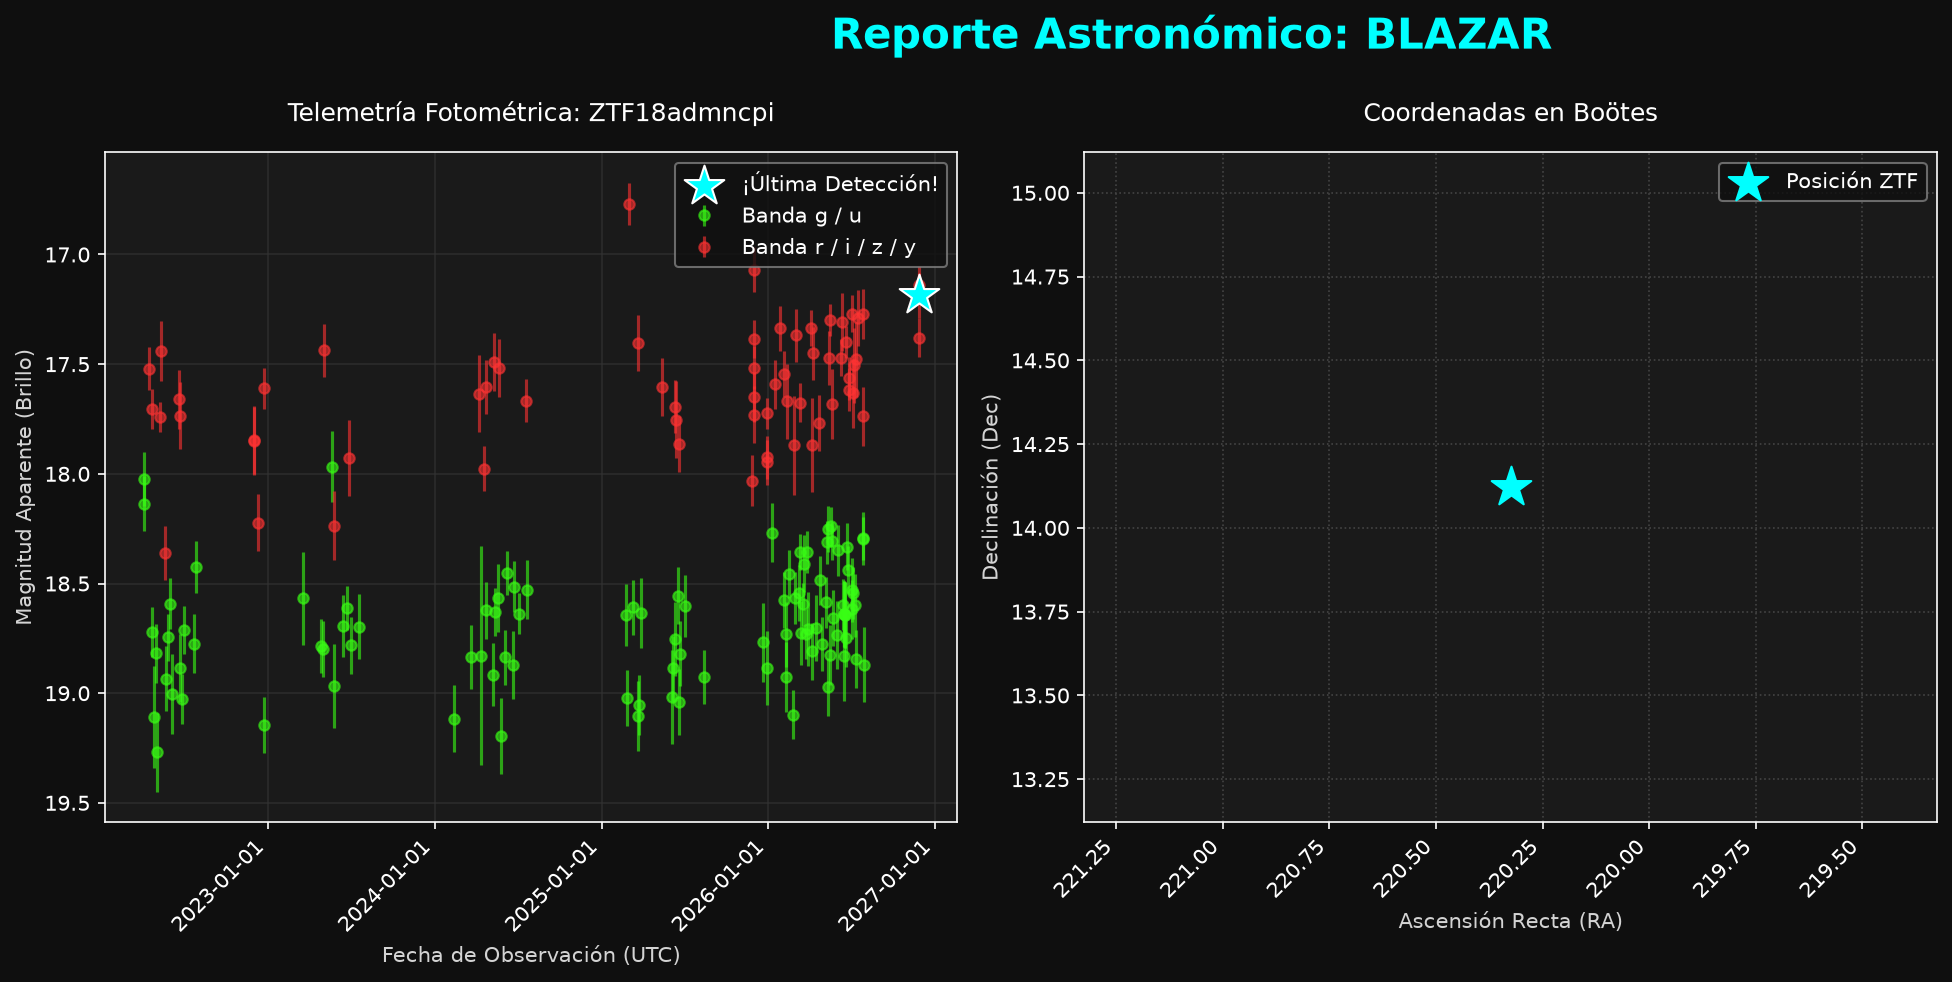 Reporte Astronómico: BLAZAR
Telemetría Fotométrica: ZTF18admncpi
¡Última Detección!
Banda g / u
Banda r / i / z / y
Magnitud Aparente (Brillo)
17.0
17.5
18.0
18.5
19.0
19.5
2023-01-01
2024-01-01
2025-01-01
2026-01-01
2027-01-01
Fecha de Observación (UTC)
Coordenadas en Boötes
Posición ZTF
Declinación (Dec)
15.00
14.75
14.50
14.25
14.00
13.75
13.50
13.25
221.25
221.00
220.75
220.50
220.25
220.00
219.75
219.50
Ascensión Recta (RA)